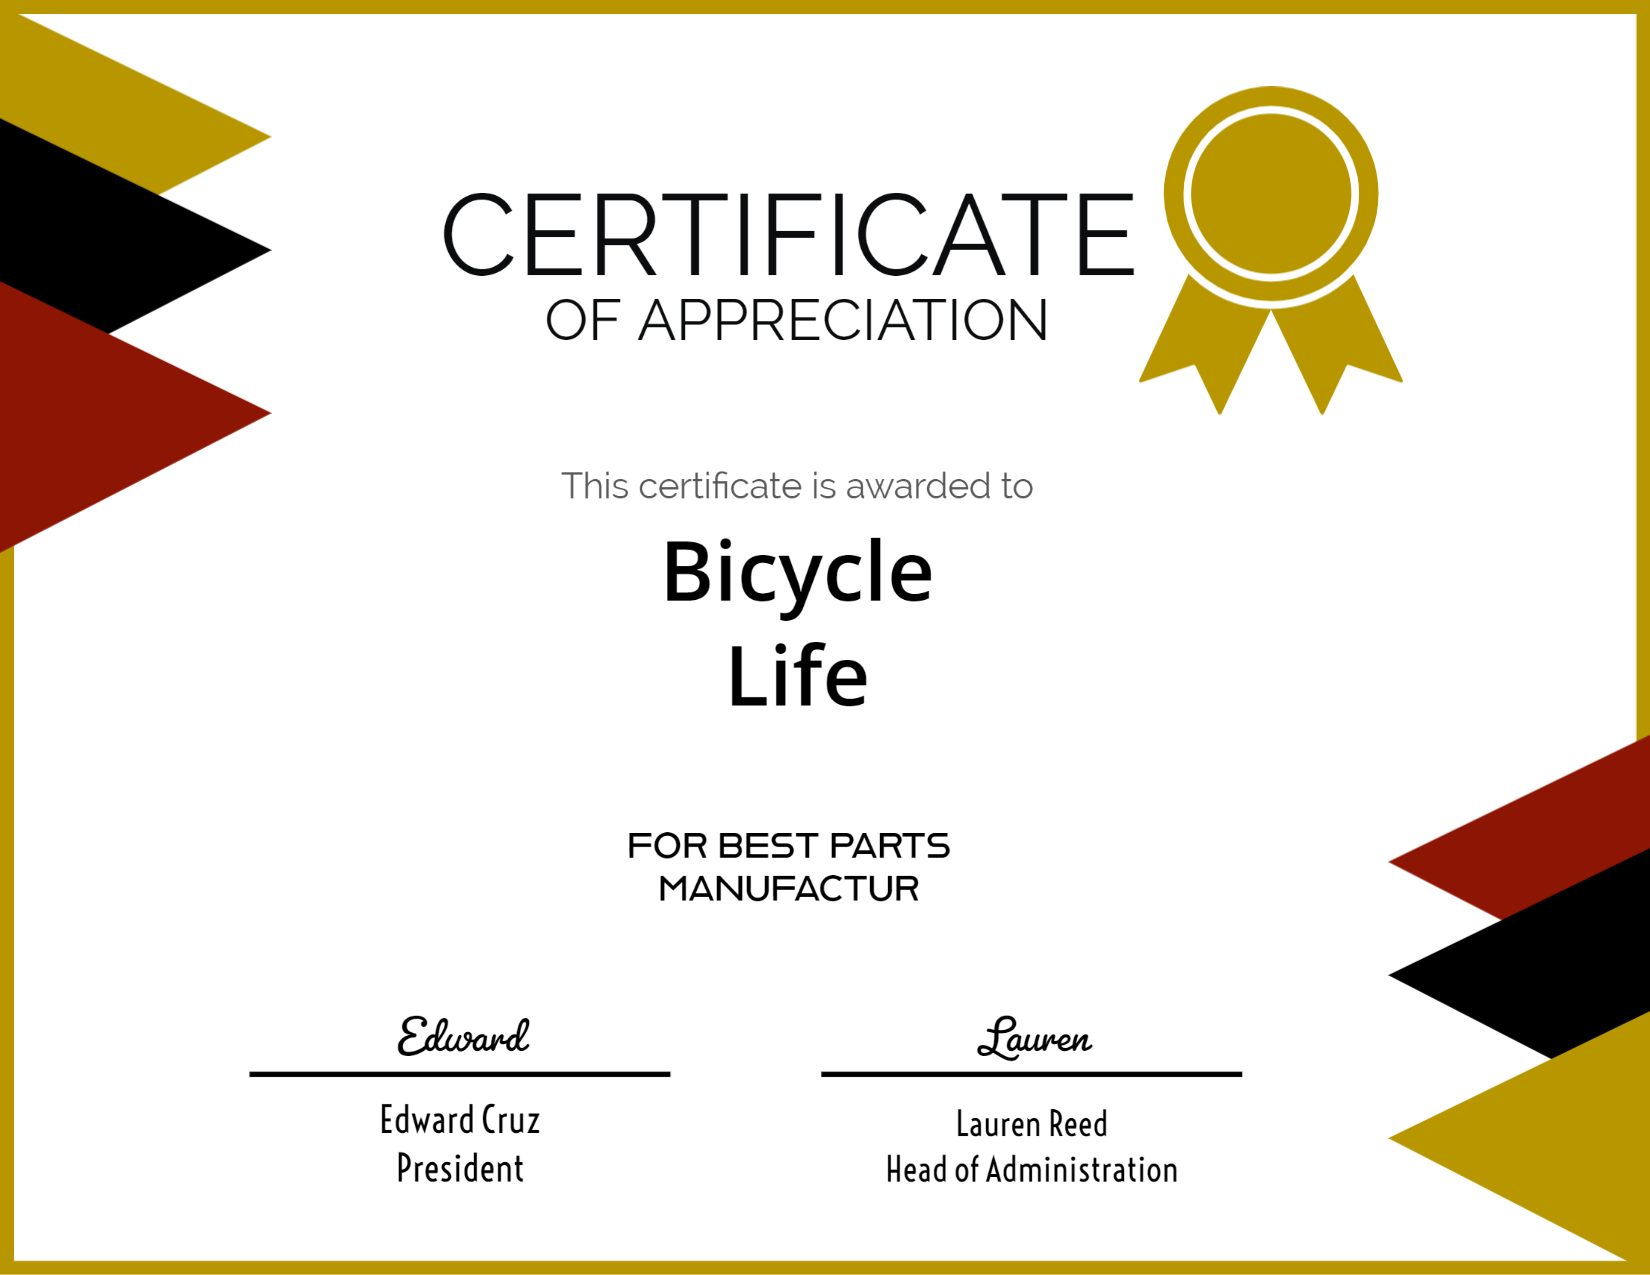 CERTIFICATE
OF APPRECIATION
This certificate is awarded to
Bicycle
Life
FOR BEST PARTS
MANUFACTUR
Edward
Lauren
Edward Cruz
President
Lauren Reed
Head of Administration